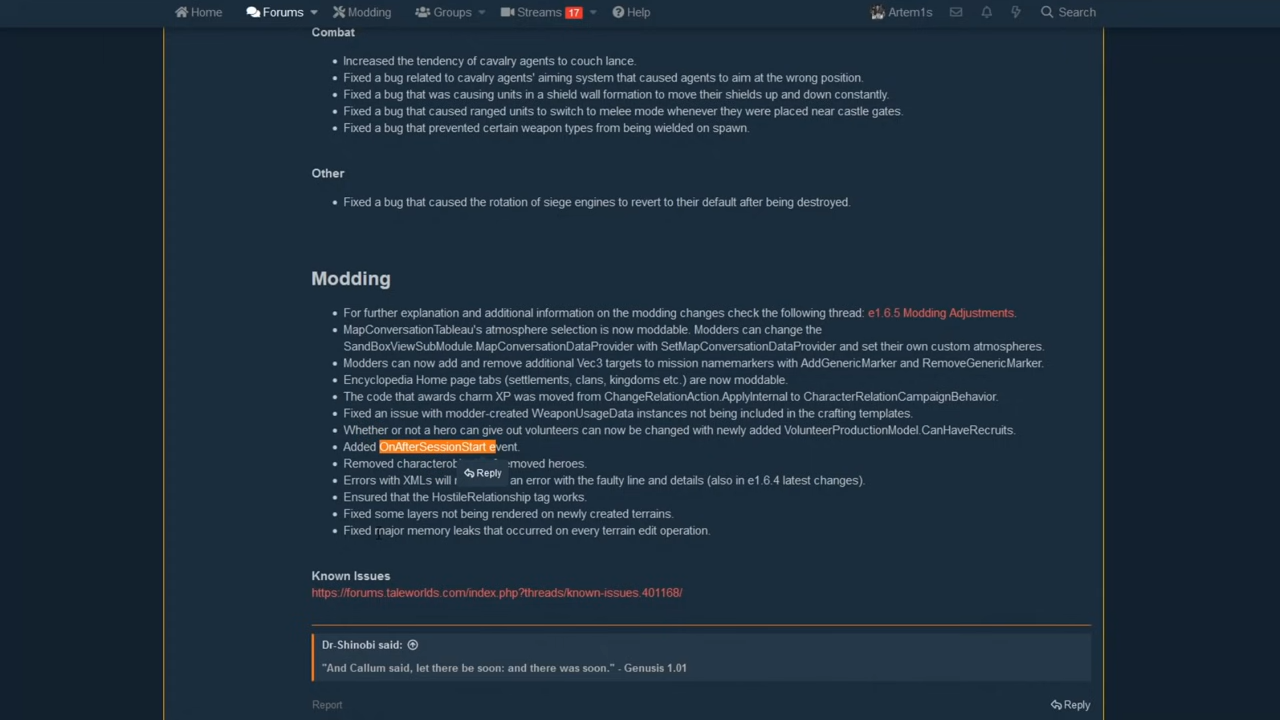 Home Forums Modding Groups Streams 17 Help Artem1s Search
Combat
Increased the tendency of cavalry agents to couch lance.
Fixed a bug related to cavalry agents' aiming system that caused agents to aim at the wrong position.
Fixed a bug that was causing units in a shield wall formation to move their shields up and down constantly.
Fixed a bug that caused ranged units to switch to melee mode whenever they were placed near castle gates.
Fixed a bug that prevented certain weapon types from being wielded on spawn.
Other
Fixed a bug that caused the rotation of siege engines to revert to their default after being destroyed.
Modding
For further explanation and additional information on the modding changes check the following thread: e1.6.5 Modding Adjustments.
MapConversationTableau's atmosphere selection is now moddable. Modders can change the
SandBoxViewSubModule.MapConversationDataProvider with SetMapConversationDataProvider and set their own custom atmospheres.
Modders can now add and remove additional Vec3 targets to mission namemarkers with AddGenericMarker and RemoveGenericMarker.
Encyclopedia Home page tabs (settlements, clans, kingdoms etc.) are now moddable.
The code that awards charm XP was moved from ChangeRelationAction.ApplyInternal to CharacterRelationCampaignBehavior.
Fixed an issue with modder-created WeaponUsageData instances not being included in the crafting templates.
Whether or not a hero can give out volunteers can now be changed with newly added VolunteerProductionModel.CanHaveRecruits.
Added OnAfterSessionStart event.
Removed heroes.
Reply
Errors with XMLs will an error with the faulty line and details (also in e1.6.4 latest changes).
Ensured that the HostileRelationship tag works.
Fixed some layers not being rendered on newly created terrains.
Fixed major memory leaks that occurred on every terrain edit operation.
Known Issues
https://forums.taleworlds.com/index.php?threads/known-issues.401168/
Dr-Shinobi said:
"And Callum said, let there be soon: and there was soon." - Genusis 1.01
Report Reply